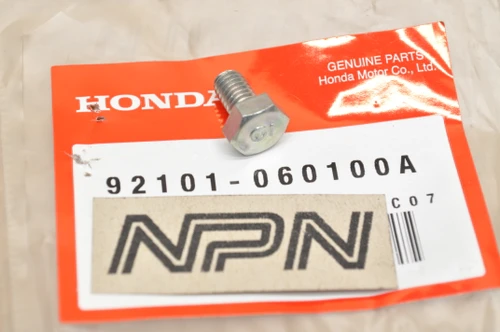 GENUINE PARTS
Honda Motor Co., Ltd.
HONDA
92101-060100A
C07
NPN